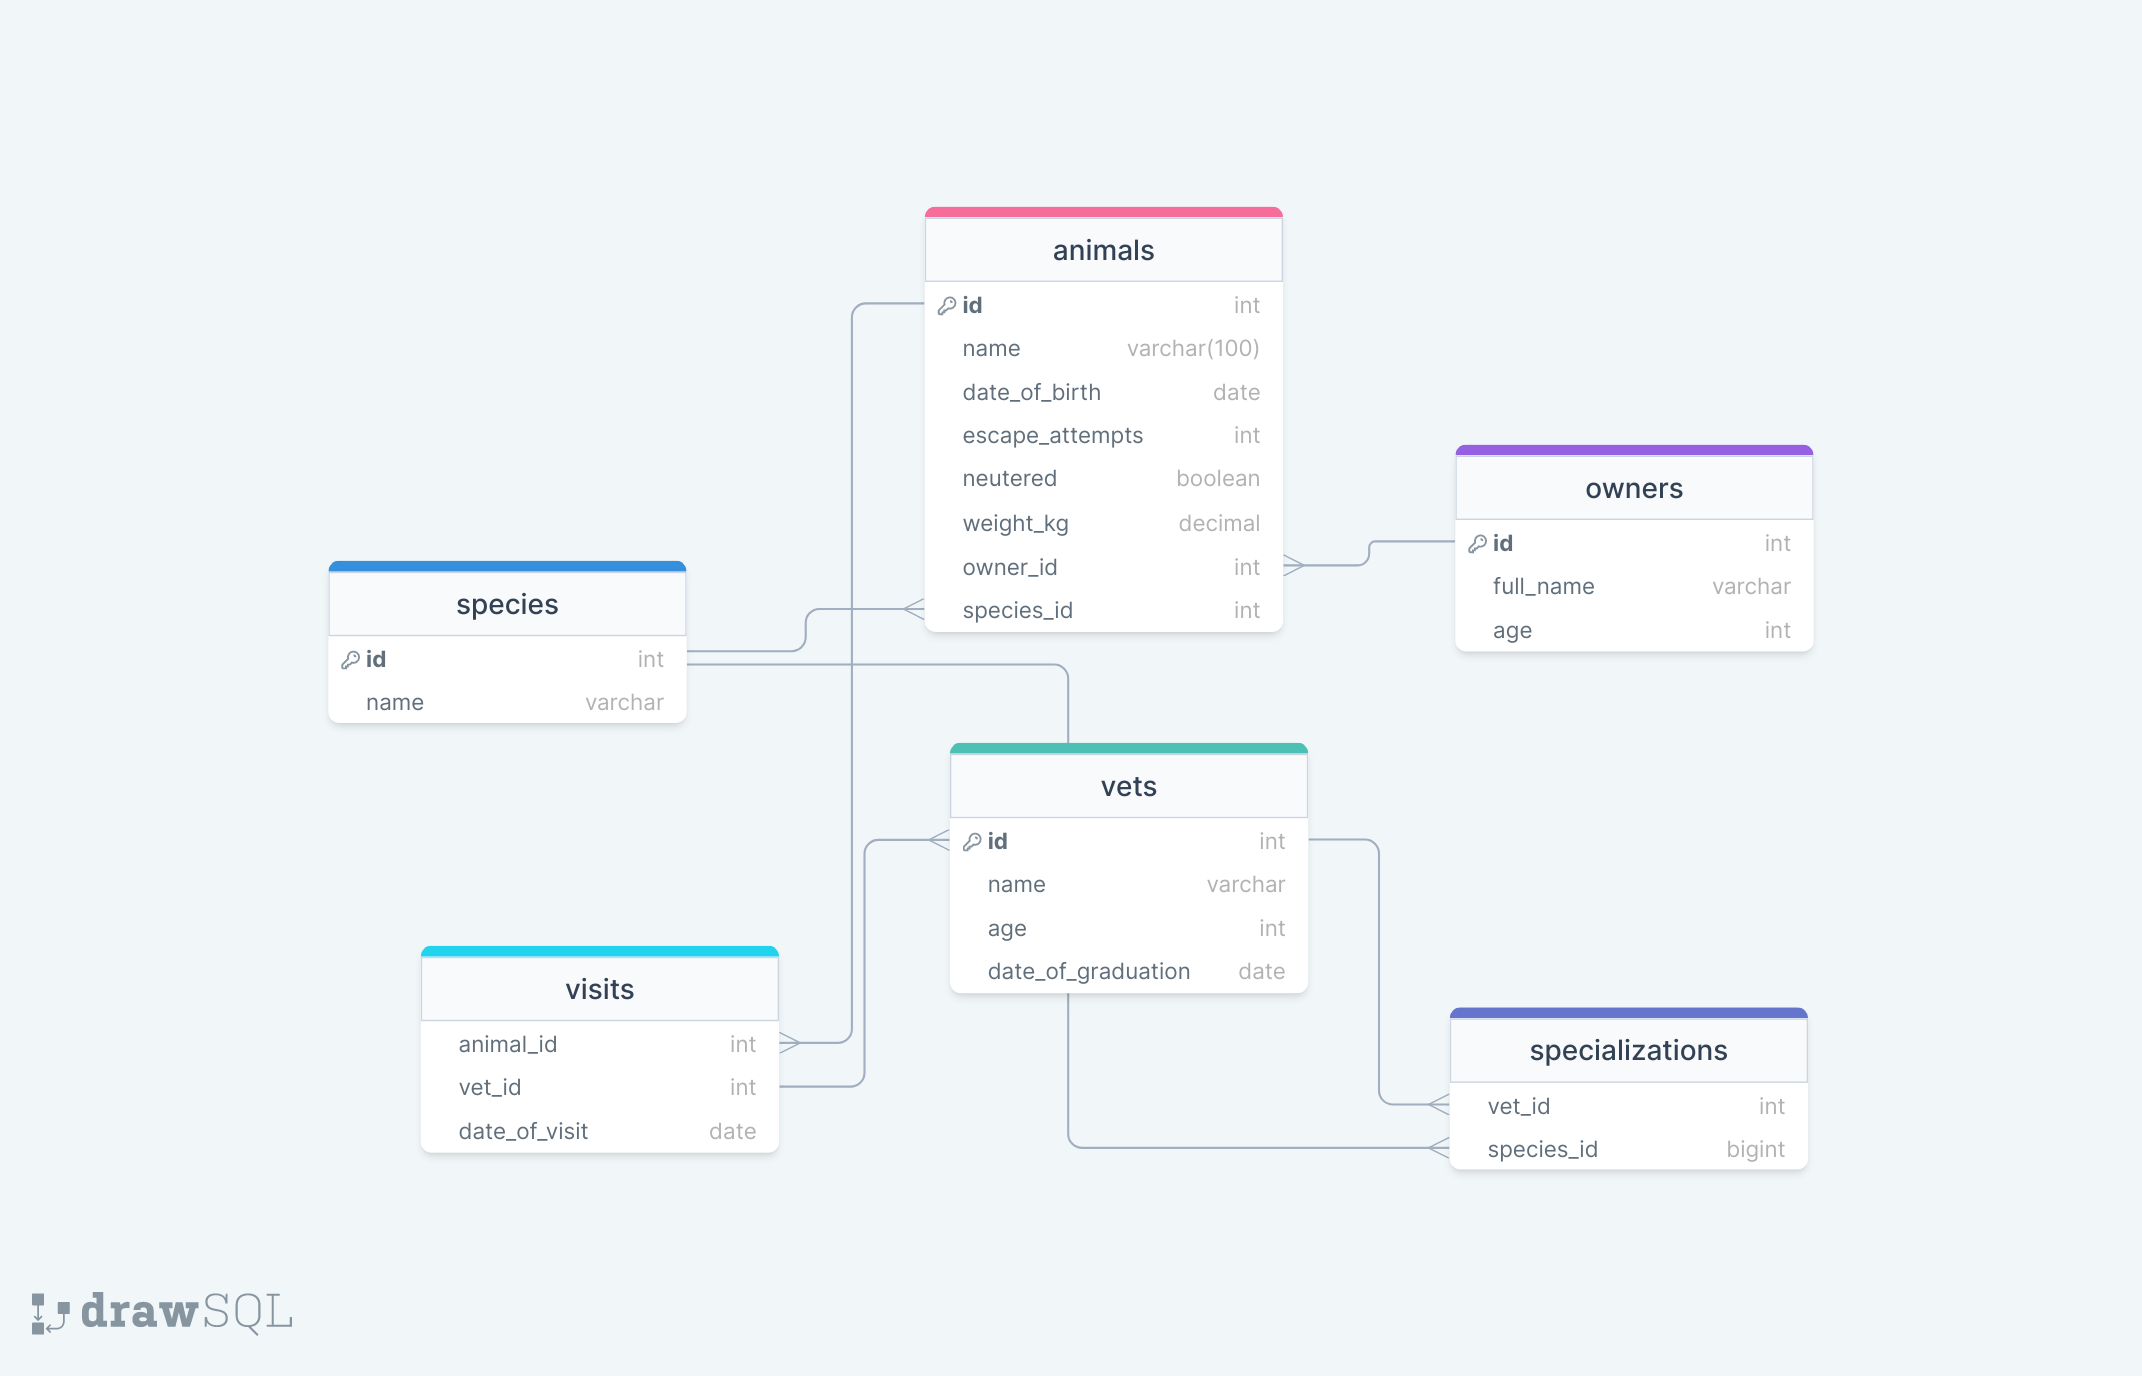 animals
id int
name varchar(100)
date_of_birth date
escape_attempts int
neutered boolean
weight_kg decimal
owner_id int
species_id int
owners
id int
full_name varchar
age int
species
id int
name varchar
vets
id int
name varchar
age int
date_of_graduation date
visits
animal_id int
vet_id int
date_of_visit date
specializations
vet_id int
species_id bigint
drawSQL